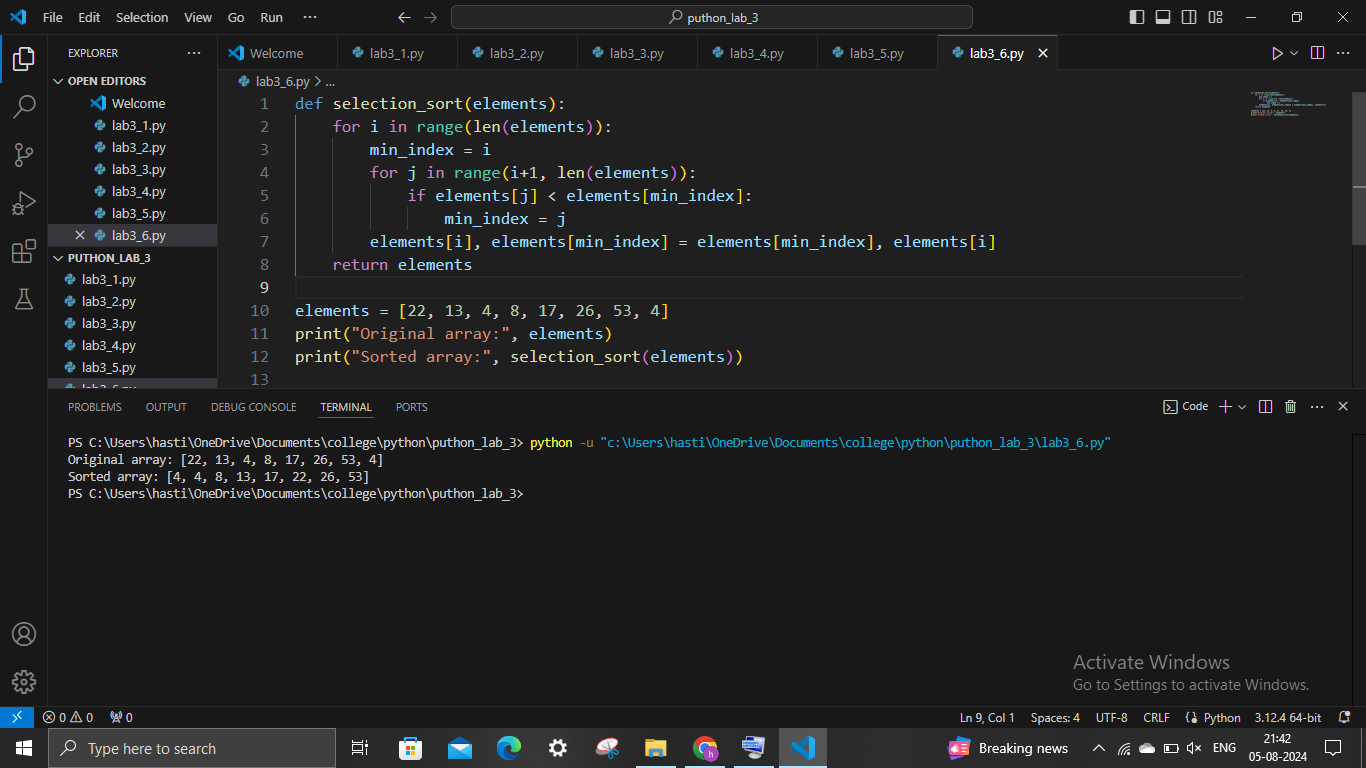 File Edit Selection View Go Run ··· puthon_lab_3
EXPLORER ···
OPEN EDITORS
Welcome
lab3_1.py
lab3_2.py
lab3_3.py
lab3_4.py
lab3_5.py
lab3_6.py
PUTHON_LAB_3
lab3_1.py
lab3_2.py
lab3_3.py
lab3_4.py
lab3_5.py
lab3_6.py
Welcome lab3_1.py lab3_2.py lab3_3.py lab3_4.py lab3_5.py lab3_6.py
lab3_6.py > ...
1 def selection_sort(elements):
2 for i in range(len(elements)):
3 min_index = i
4 for j in range(i+1, len(elements)):
5 if elements[j] < elements[min_index]:
6 min_index = j
7 elements[i], elements[min_index] = elements[min_index], elements[i]
8 return elements
9
10 elements = [22, 13, 4, 8, 17, 26, 53, 4]
11 print("Original array:", elements)
12 print("Sorted array:", selection_sort(elements))
13
PROBLEMS OUTPUT DEBUG CONSOLE TERMINAL PORTS Code
PS C:\Users\hasti\OneDrive\Documents\college\python\puthon_lab_3> python -u "c:\Users\hasti\OneDrive\Documents\college\python\puthon_lab_3\lab3_6.py"
Original array: [22, 13, 4, 8, 17, 26, 53, 4]
Sorted array: [4, 4, 8, 13, 17, 22, 26, 53]
PS C:\Users\hasti\OneDrive\Documents\college\python\puthon_lab_3>
Activate Windows
Go to Settings to activate Windows.
0 0 0 Ln 9, Col 1 Spaces: 4 UTF-8 CRLF Python 3.12.4 64-bit
Type here to search h Breaking news ENG 21:42
05-08-2024